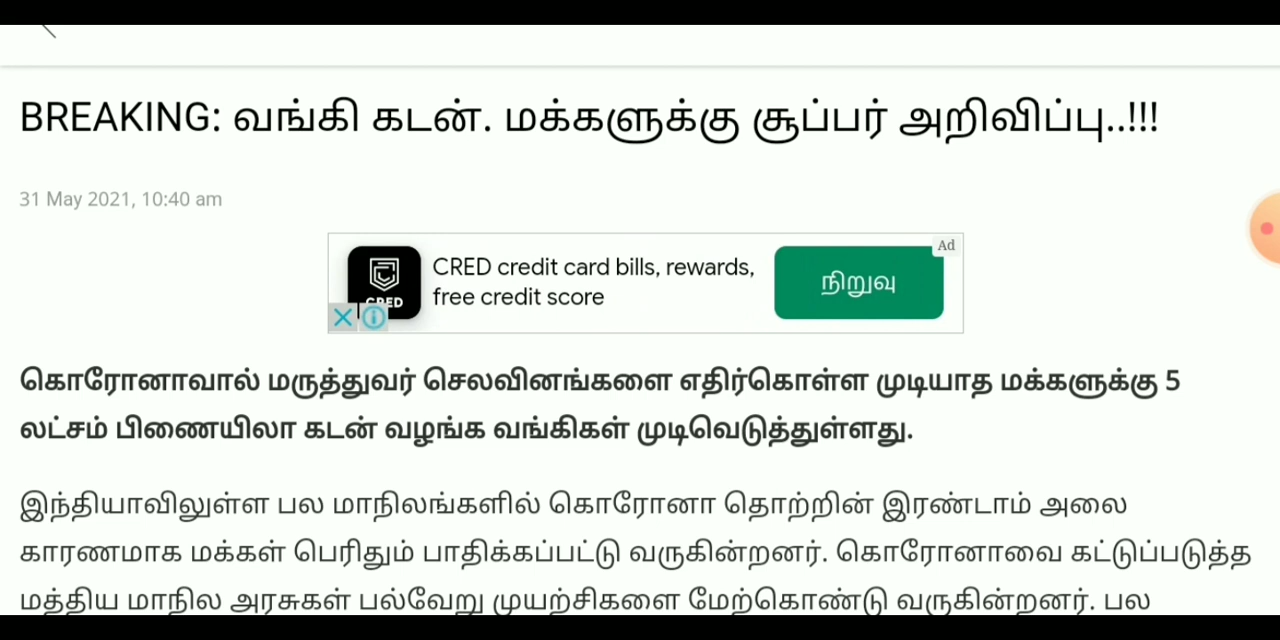 BREAKING: வங்கி கடன். மக்களுக்கு சூப்பர் அறிவிப்பு..!!!
31 May 2021, 10:40 am
Ad
CRED credit card bills, rewards,
free credit score
நிறுவு
CRED
கொரோனாவால் மருத்துவர் செலவினங்களை எதிர்கொள்ள முடியாத மக்களுக்கு 5
லட்சம் பிணையிலா கடன் வழங்க வங்கிகள் முடிவெடுத்துள்ளது.
இந்தியாவிலுள்ள பல மாநிலங்களில் கொரோனா தொற்றின் இரண்டாம் அலை
காரணமாக மக்கள் பெரிதும் பாதிக்கப்பட்டு வருகின்றனர். கொரோனாவை கட்டுப்படுத்த
மத்திய மாநில அரசுகள் பல்வேறு முயற்சிகளை மேற்கொண்டு வருகின்றனர். பல